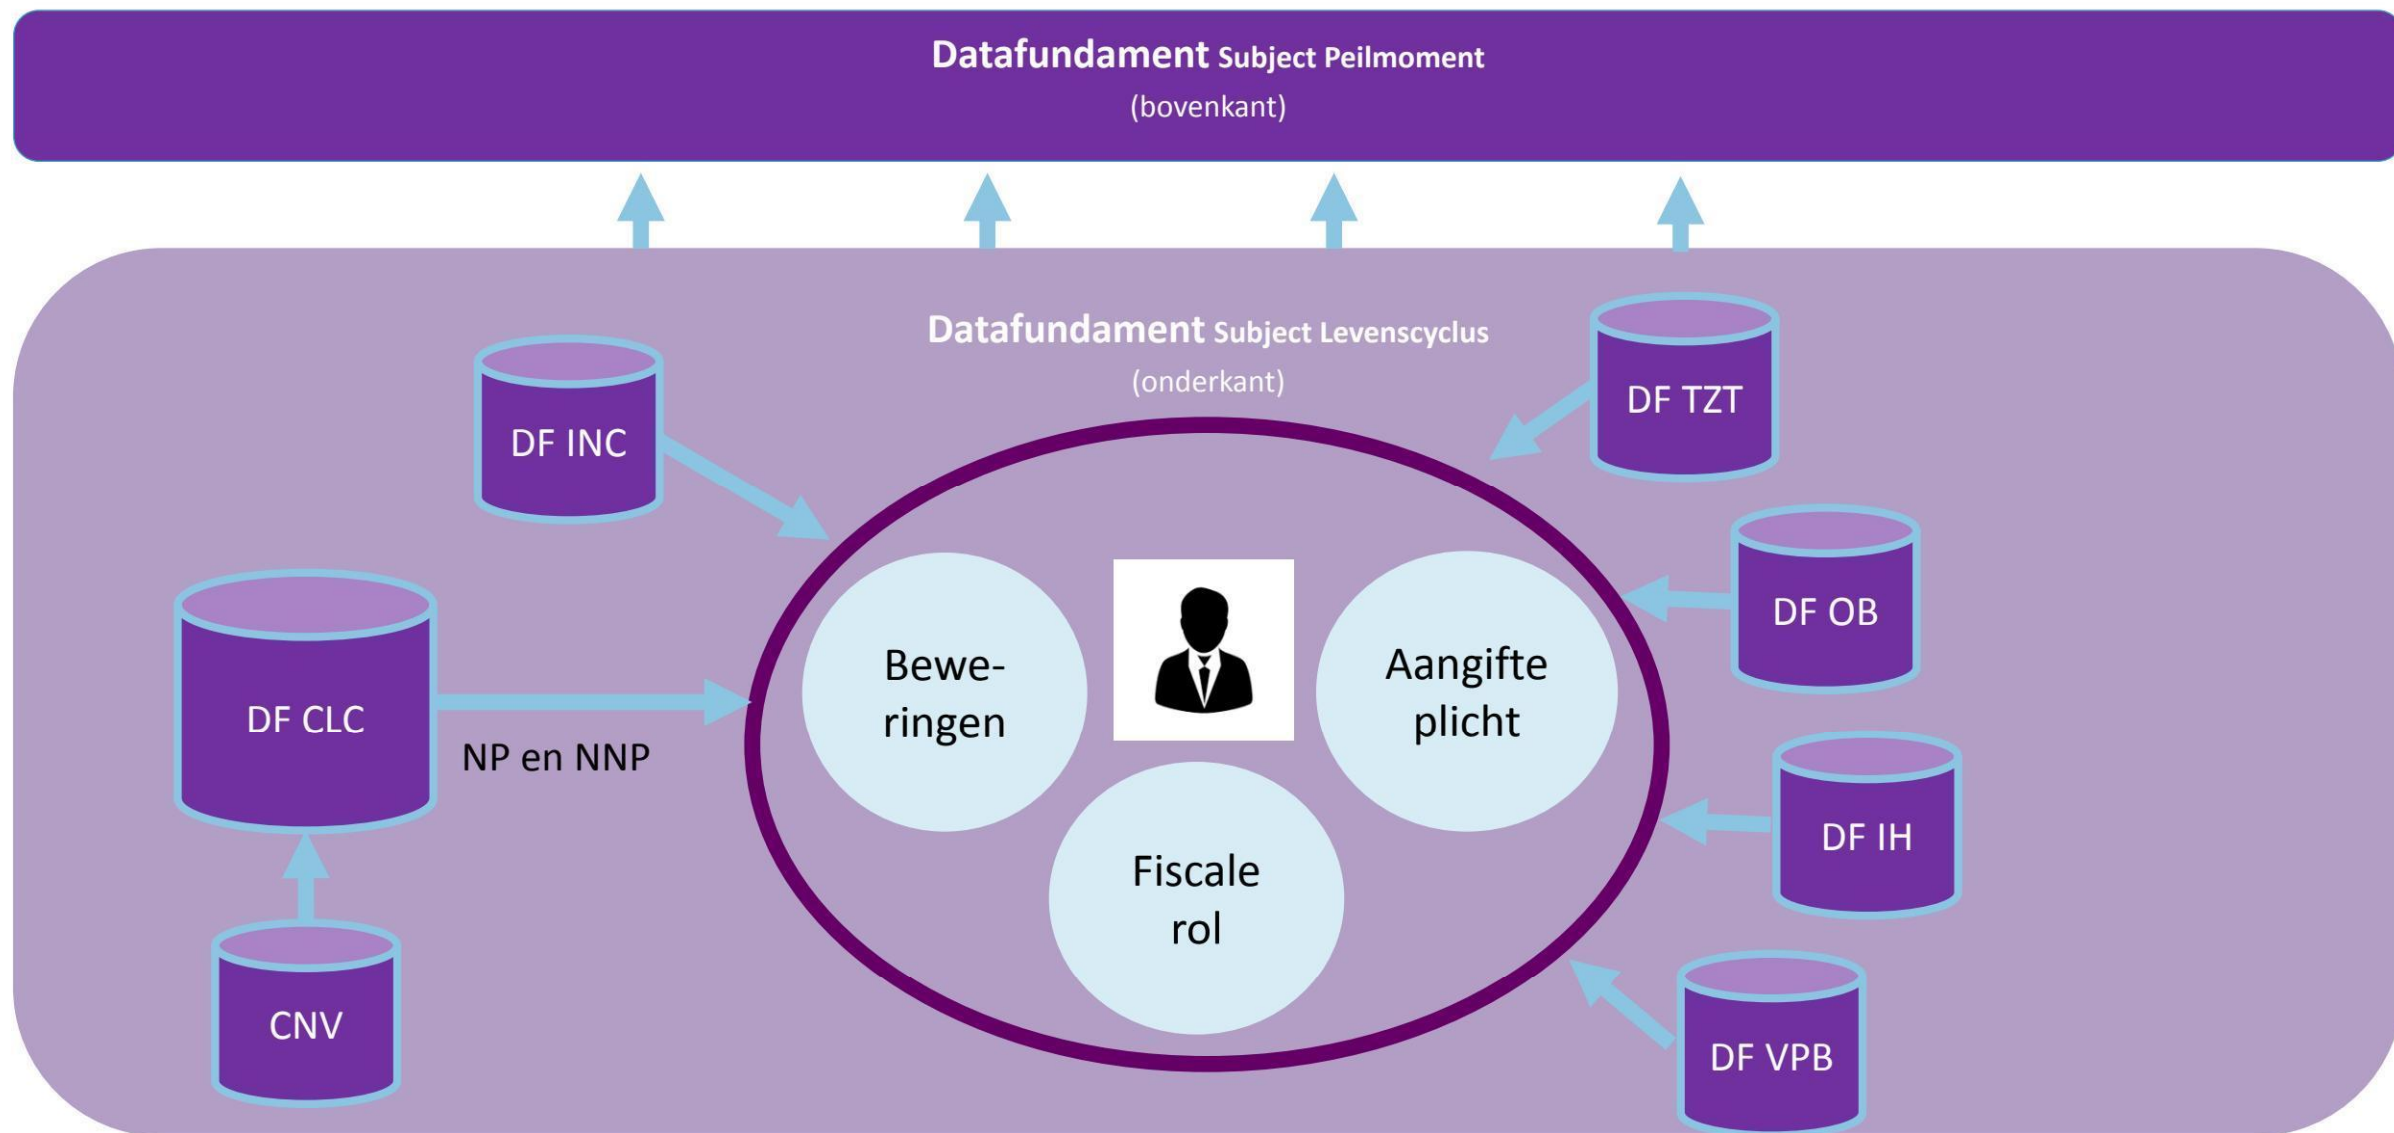 Datafundament Subject Peilmoment
(bovenkant)
Datafundament Subject Levenscyclus
(onderkant)
DF TZT
DF INC
DF OB
Bewe-
ringen
Aangifte
plicht
DF CLC
NP en NNP
DF IH
Fiscale
rol
CNV
DF VPB